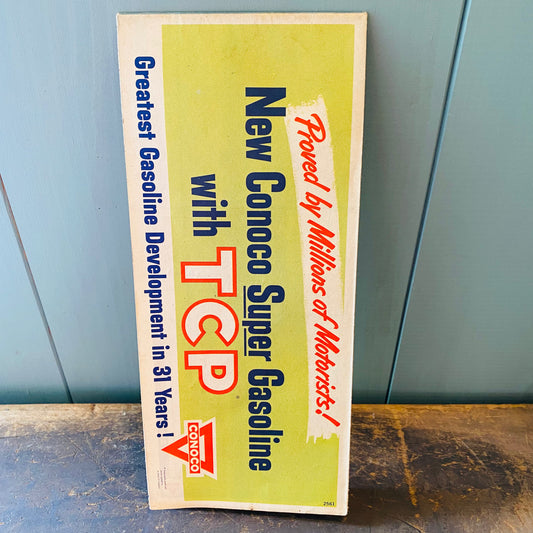 Proved by Millions of Motorists!
New Conoco Super Gasoline
with TCP
Greatest Gasoline Development in 31 Years!
CONOCO
2561